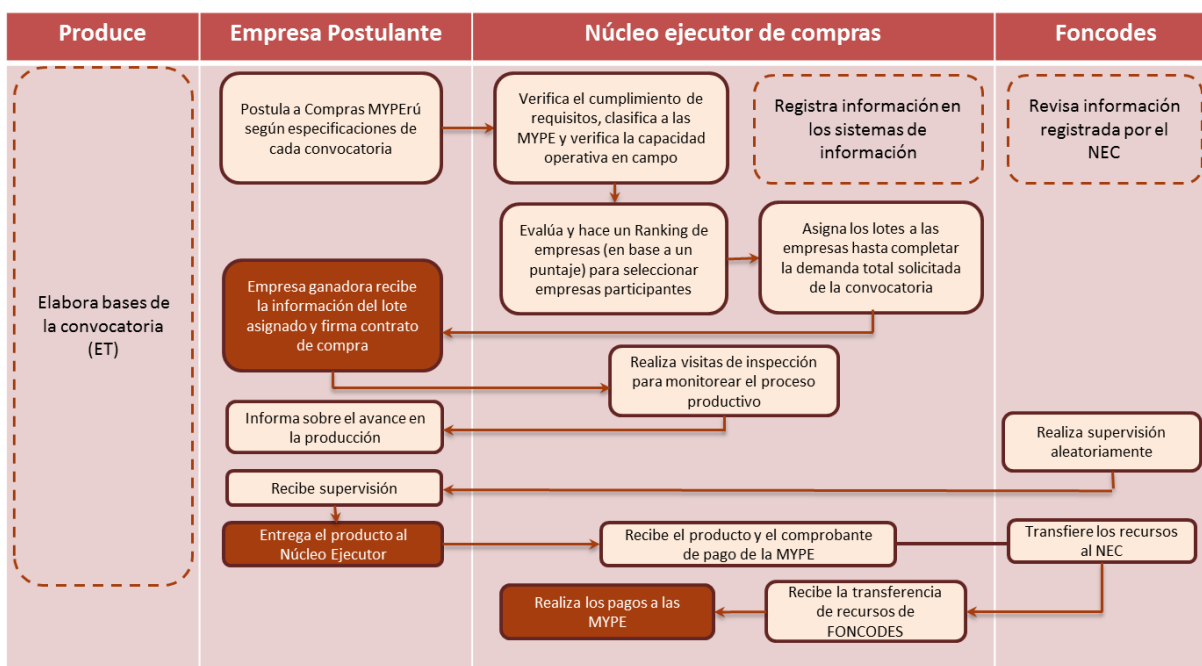 Produce
Empresa Postulante
Núcleo ejecutor de compras
Foncodes
Postula a Compras MYPErú
según especificaciones de
cada convocatoria
Verifica el cumplimiento de
requisitos, clasifica a las
MYPE y verifica la capacidad
operativa en campo
Registra información en
los sistemas de
información
Revisa información
registrada por el
NEC
Evalúa y hace un Ranking de
empresas (en base a un
puntaje) para seleccionar
empresas participantes
Asigna los lotes a las
empresas hasta completar
la demanda total solicitada
de la convocatoria
Elabora bases de
la convocatoria
(ET)
Empresa ganadora recibe
la información del lote
asignado y firma contrato
de compra
Realiza visitas de inspección
para monitorear el proceso
productivo
Informa sobre el avance en
la producción
Realiza supervisión
aleatoriamente
Recibe supervisión
Entrega el producto al
Núcleo Ejecutor
Recibe el producto y el comprobante
de pago de la MYPE
Transfiere los recursos
al NEC
Realiza los pagos a las
MYPE
Recibe la transferencia
de recursos de
FONCODES